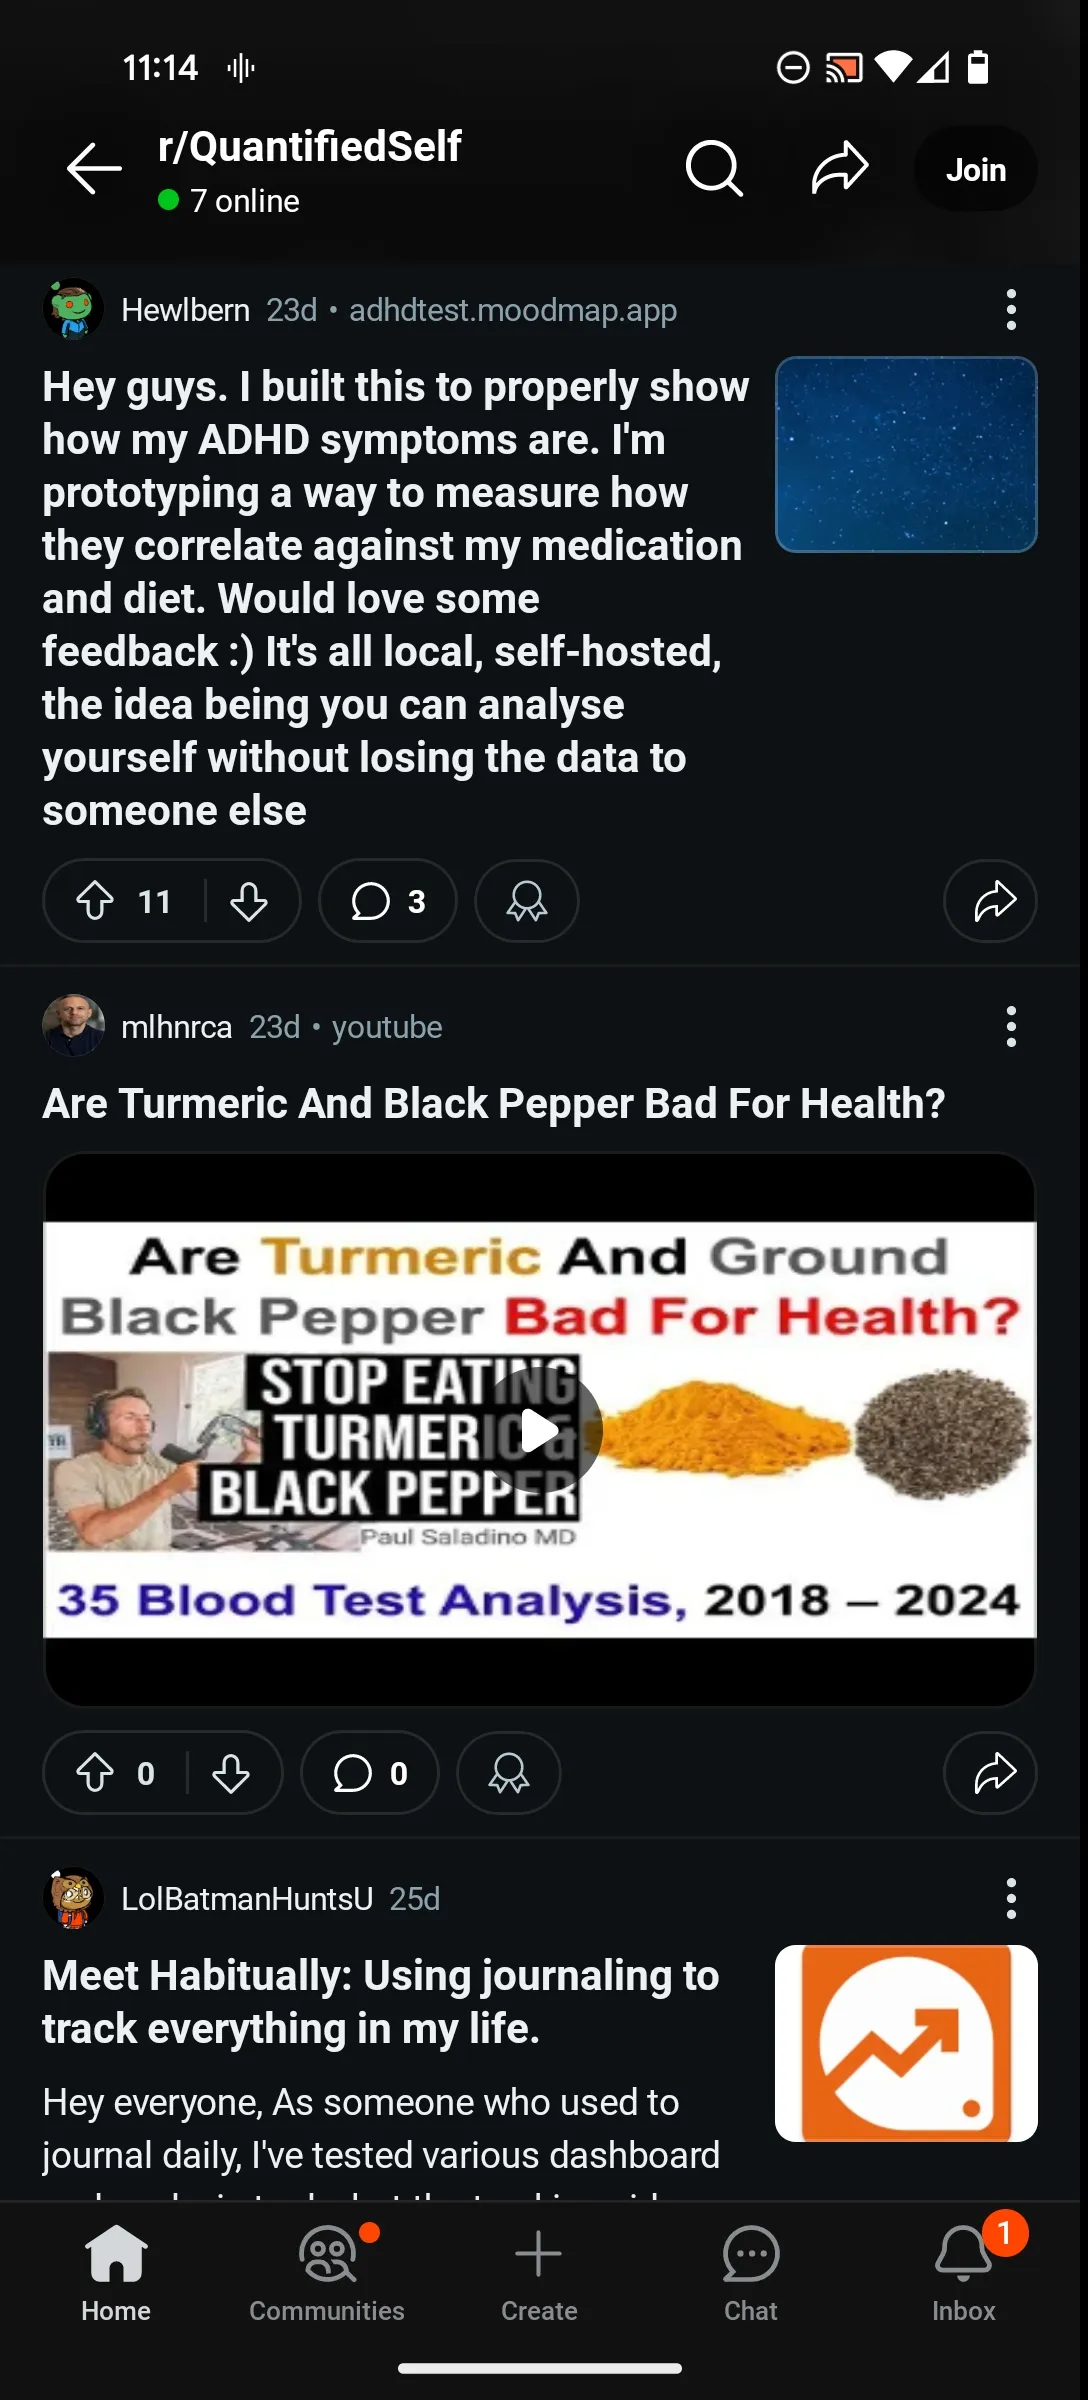 11:14
r/QuantifiedSelf
7 online
Join
Hewlbern 23d • adhdtest.moodmap.app
Hey guys. I built this to properly show
how my ADHD symptoms are. I'm
prototyping a way to measure how
they correlate against my medication
and diet. Would love some
feedback :) It's all local, self-hosted,
the idea being you can analyse
yourself without losing the data to
someone else
11
3
mlhnrca 23d • youtube
Are Turmeric And Black Pepper Bad For Health?
Are Turmeric And Ground
Black Pepper Bad For Health?
STOP EATING
TURMERIC &
BLACK PEPPER
Paul Saladino MD
35 Blood Test Analysis, 2018 – 2024
0
0
LolBatmanHuntsU 25d
Meet Habitually: Using journaling to
track everything in my life.
Hey everyone, As someone who used to
journal daily, I've tested various dashboard
Home
Communities
Create
Chat
1
Inbox